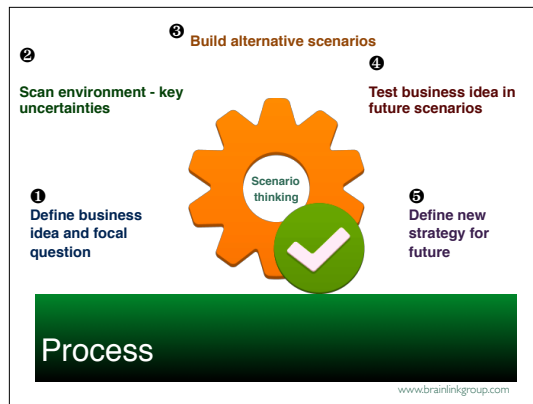 ❸
Build alternative scenarios
❷
Scan environment - key
uncertainties
❹
Test business idea in
future scenarios
Scenario
thinking
❶
Define business
idea and focal
question
❺
Define new
strategy for
future
Process
www.brainlinkgroup.com